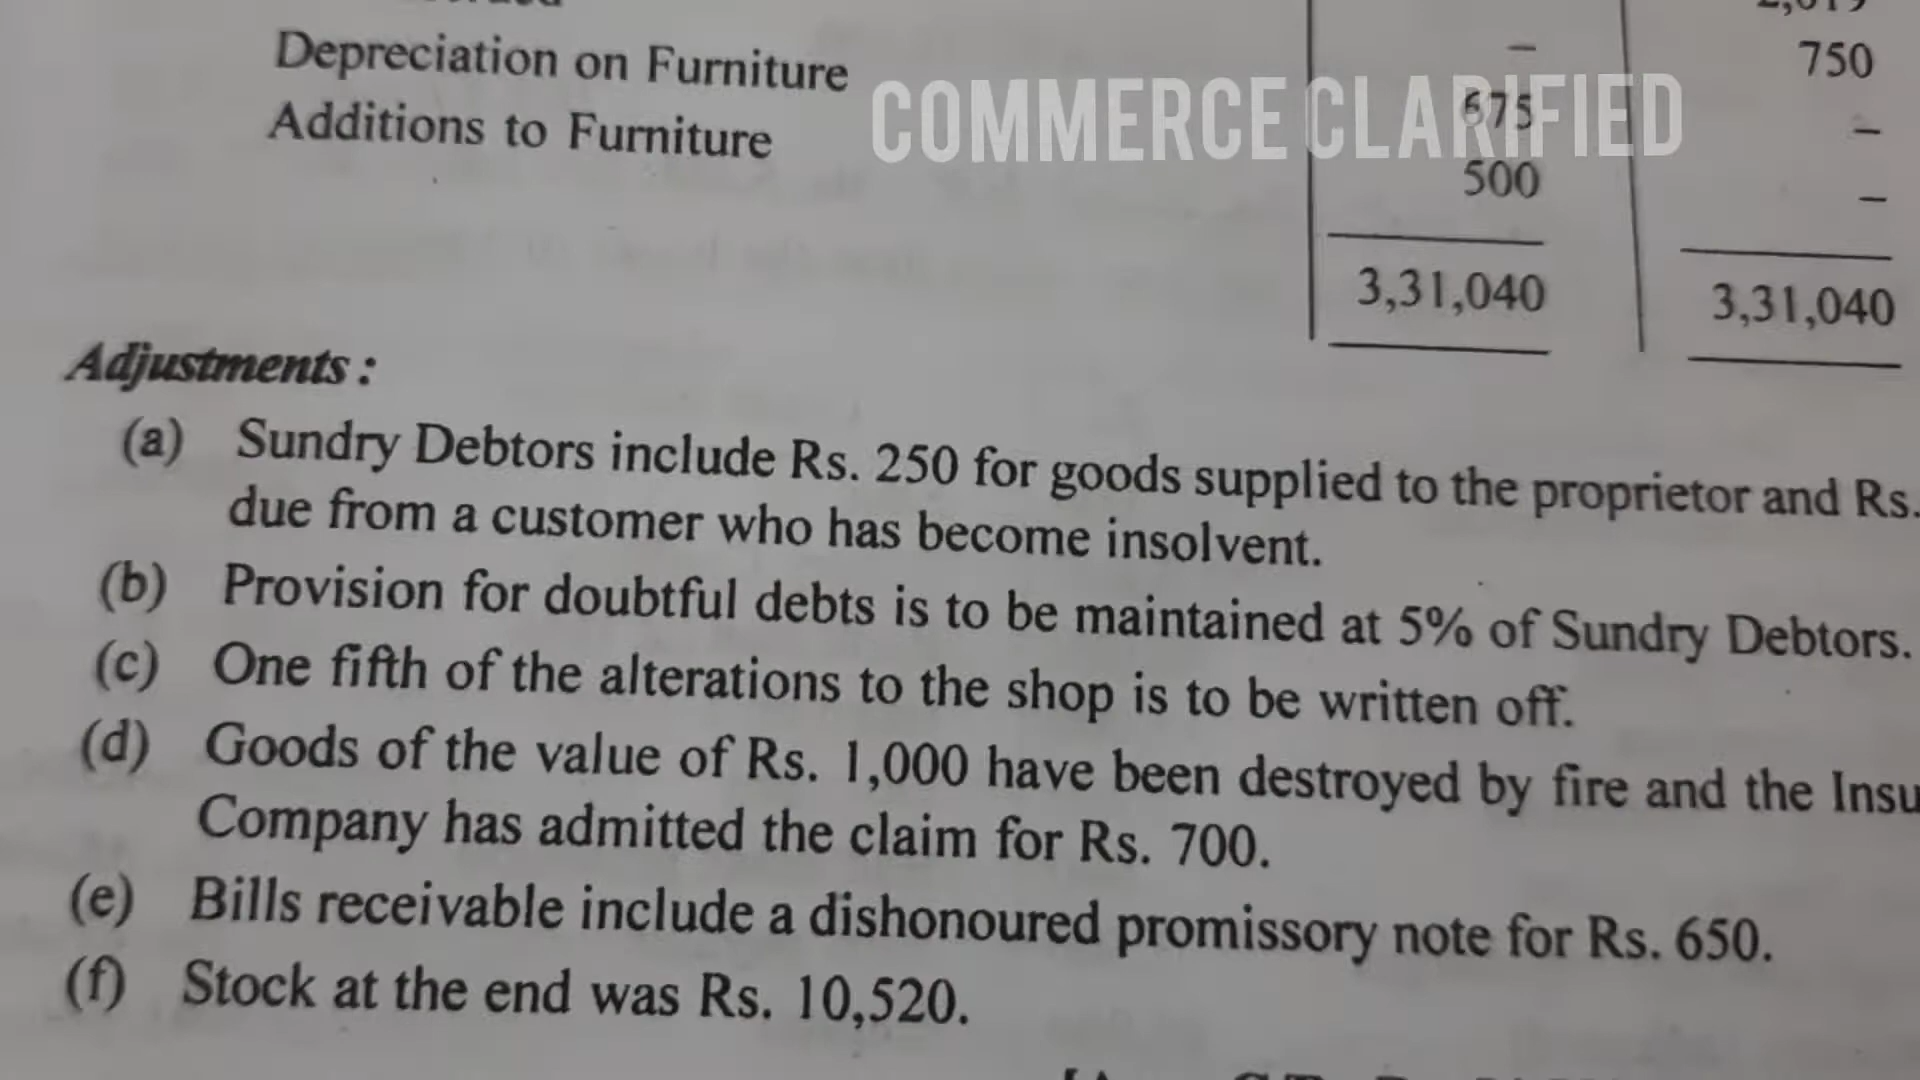 750
Depreciation on Furniture – 
Additions to Furniture 675 –
500 –
COMMERCE CLARIFIED
3,31,040 3,31,040
Adjustments :
(a) Sundry Debtors include Rs. 250 for goods supplied to the proprietor and Rs.
due from a customer who has become insolvent.
(b) Provision for doubtful debts is to be maintained at 5% of Sundry Debtors.
(c) One fifth of the alterations to the shop is to be written off.
(d) Goods of the value of Rs. 1,000 have been destroyed by fire and the Insu
Company has admitted the claim for Rs. 700.
(e) Bills receivable include a dishonoured promissory note for Rs. 650.
(f) Stock at the end was Rs. 10,520.